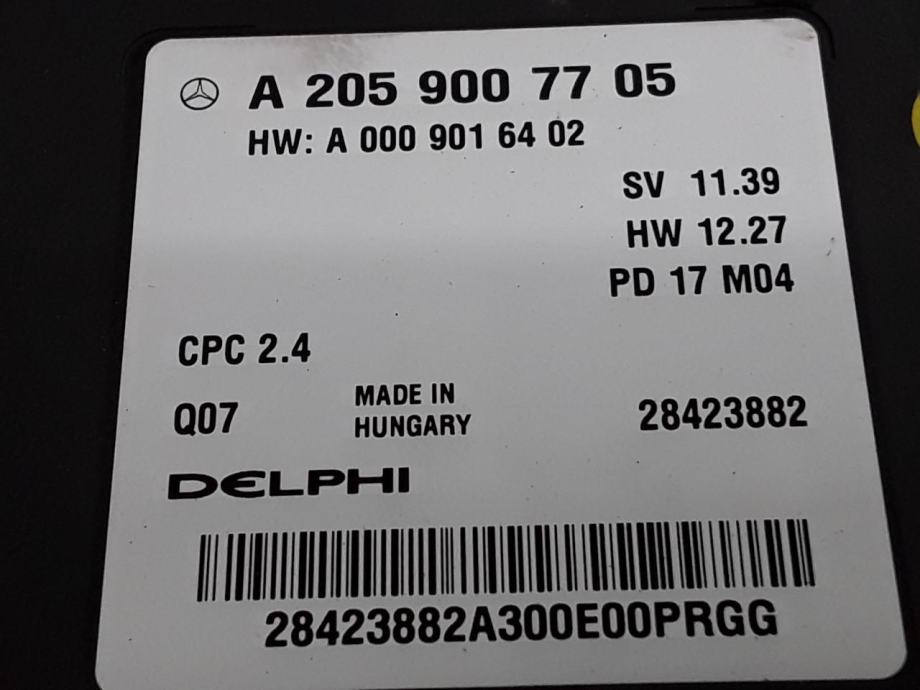 A 205 900 77 05
HW: A 000 901 64 02
SV 11.39
HW 12.27
PD 17 M04
CPC 2.4
Q07
MADE IN
HUNGARY
28423882
DELPHI
28423882A300E00PRGG